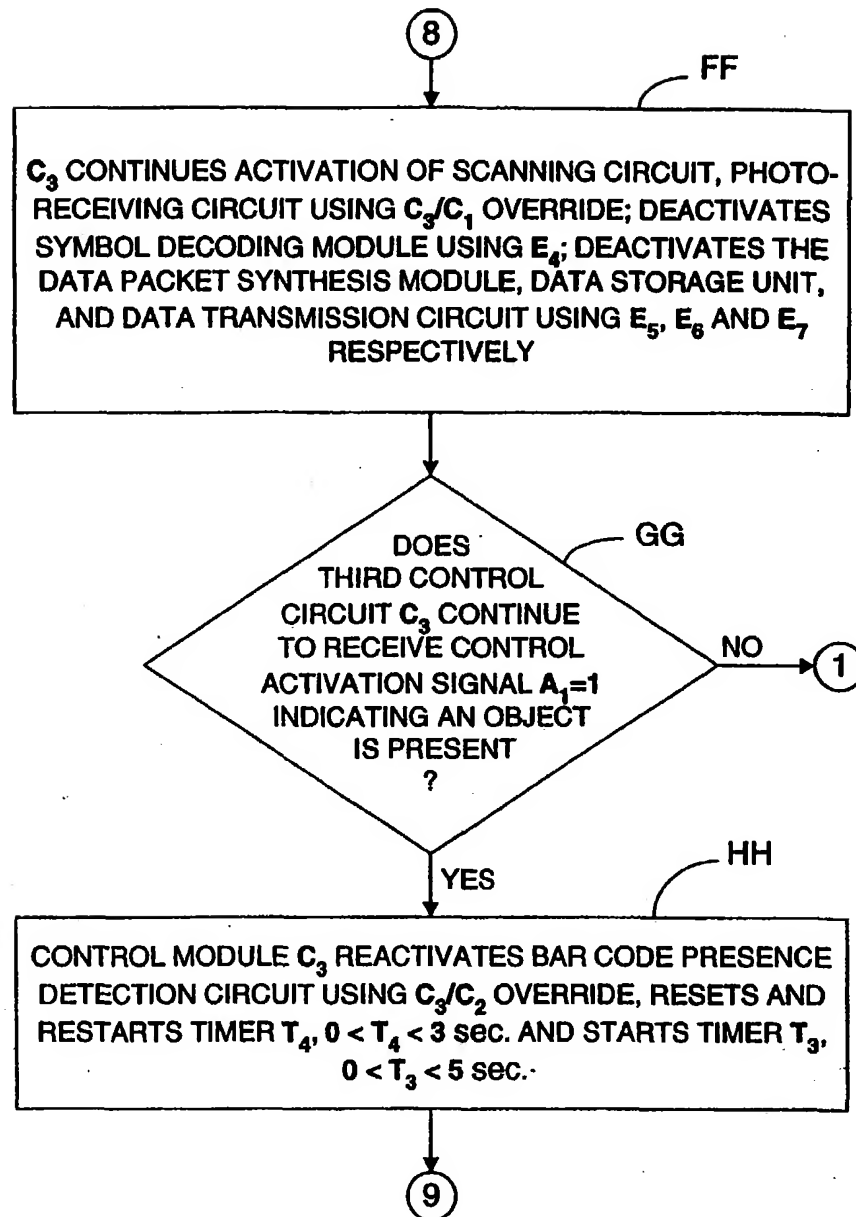 8
FF
C3 CONTINUES ACTIVATION OF SCANNING CIRCUIT, PHOTO-
RECEIVING CIRCUIT USING C3/C1 OVERRIDE; DEACTIVATES
SYMBOL DECODING MODULE USING E4; DEACTIVATES THE
DATA PACKET SYNTHESIS MODULE, DATA STORAGE UNIT,
AND DATA TRANSMISSION CIRCUIT USING E5, E6 AND E7
RESPECTIVELY
GG
DOES
THIRD CONTROL
CIRCUIT C3 CONTINUE
TO RECEIVE CONTROL
ACTIVATION SIGNAL A1=1
INDICATING AN OBJECT
IS PRESENT
?
NO
1
YES
HH
CONTROL MODULE C3 REACTIVATES BAR CODE PRESENCE
DETECTION CIRCUIT USING C3/C2 OVERRIDE, RESETS AND
RESTARTS TIMER T4, 0 < T4 < 3 sec. AND STARTS TIMER T3,
0 < T3 < 5 sec.
9